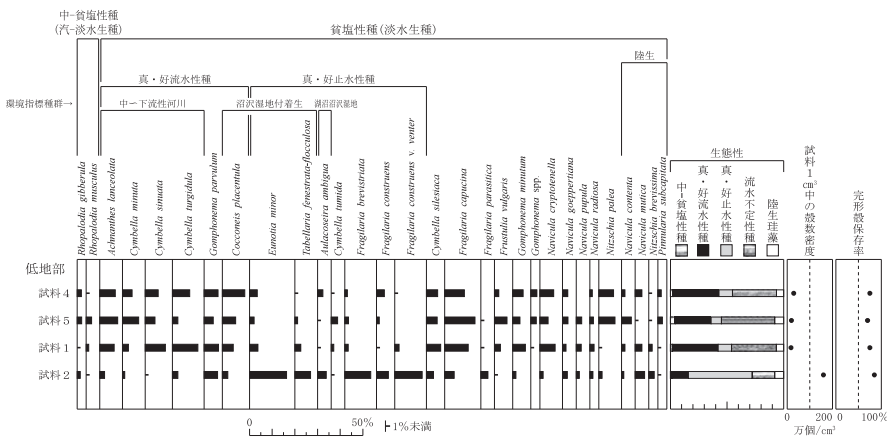 中-貧塩性種
(汽-淡水生種)
貧塩性種(淡水生種)
陸生
真・好流水性種
真・好止水性種
環境指標種群→
中〜下流性河川
沼沢湿地付着生
湖沼沼沢湿地
Rhopalodia gibberula
Rhopalodia musculus
Achnanthes lanceolata
Cymbella minuta
Cymbella sinuata
Cymbella turgidula
Gomphonema parvulum
Cocconeis placentula
Eunotia minor
Tabellaria fenestrata-flocculosa
Aulacoseira ambigua
Cymbella tumida
Fragilaria brevistriata
Fragilaria construens
Fragilaria construens v. venter
Cymbella silesiaca
Fragilaria capucina
Fragilaria parasitica
Frustulia vulgaris
Gomphonema minutum
Gomphonema spp.
Navicula cryptotenella
Navicula goeppertiana
Navicula pupula
Navicula radiosa
Nitzschia palea
Navicula contenta
Navicula mutica
Nitzschia brevissima
Pinnularia subcapitata
生態性
中-貧塩性種
真・好流水性種
真・好止水性種
流水不定性種
陸生珪藻
試料1cm³中の殻数密度
完形殻保存率
低地部
試料4
試料5
試料1
試料2
0 50%
1%未満
0 200
万個/cm³
0 100%